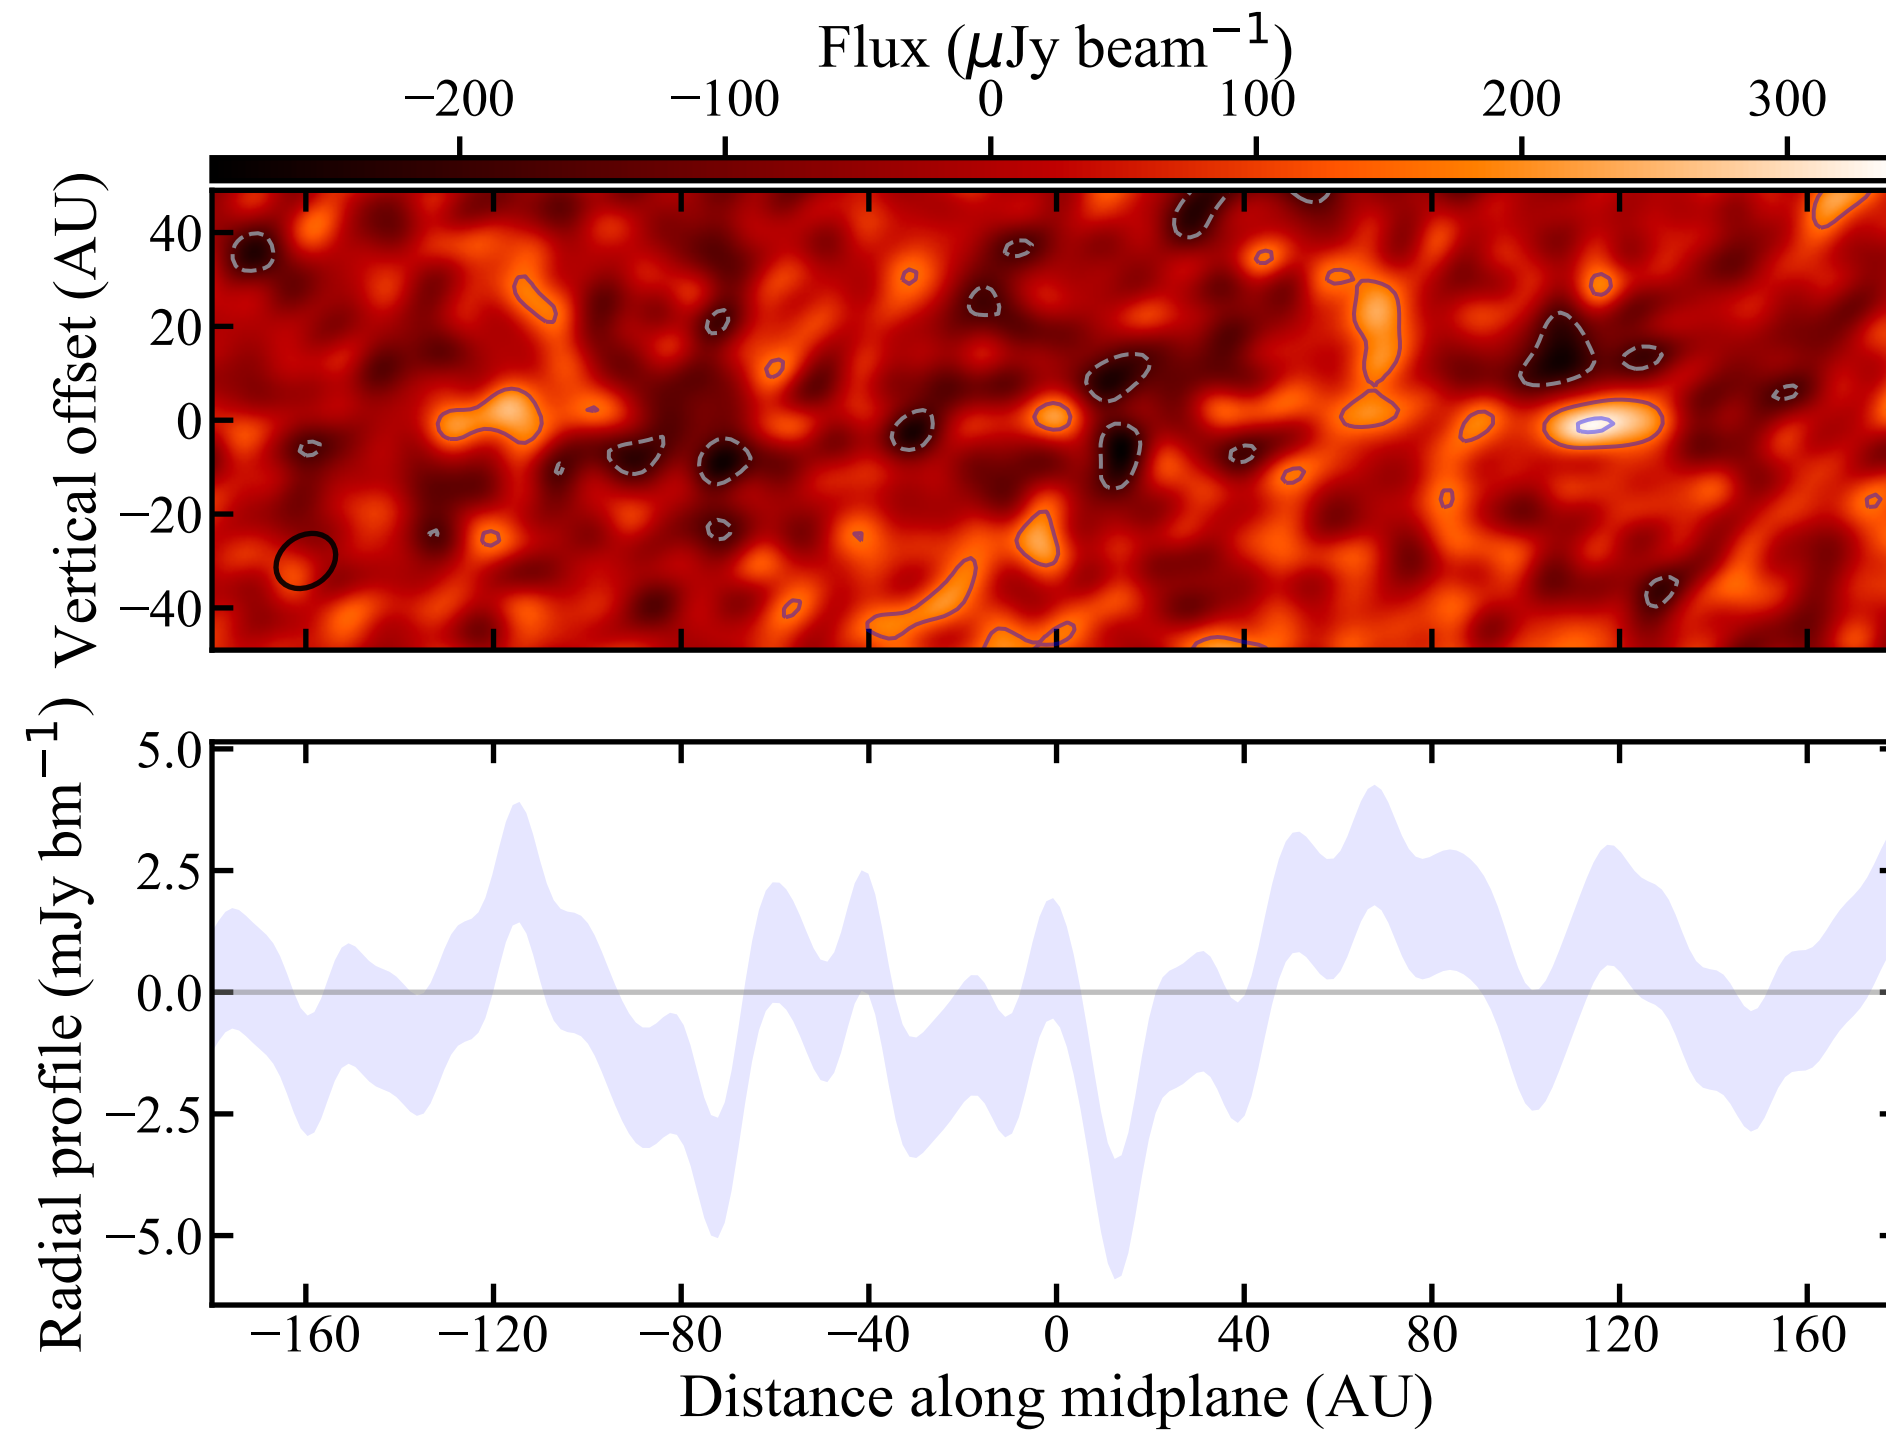 Flux (μJy beam⁻¹)
−200 −100 0 100 200 300
Vertical offset (AU)
40
20
0
−20
−40
Radial profile (mJy bm⁻¹)
5.0
2.5
0.0
−2.5
−5.0
−160 −120 −80 −40 0 40 80 120 160
Distance along midplane (AU)